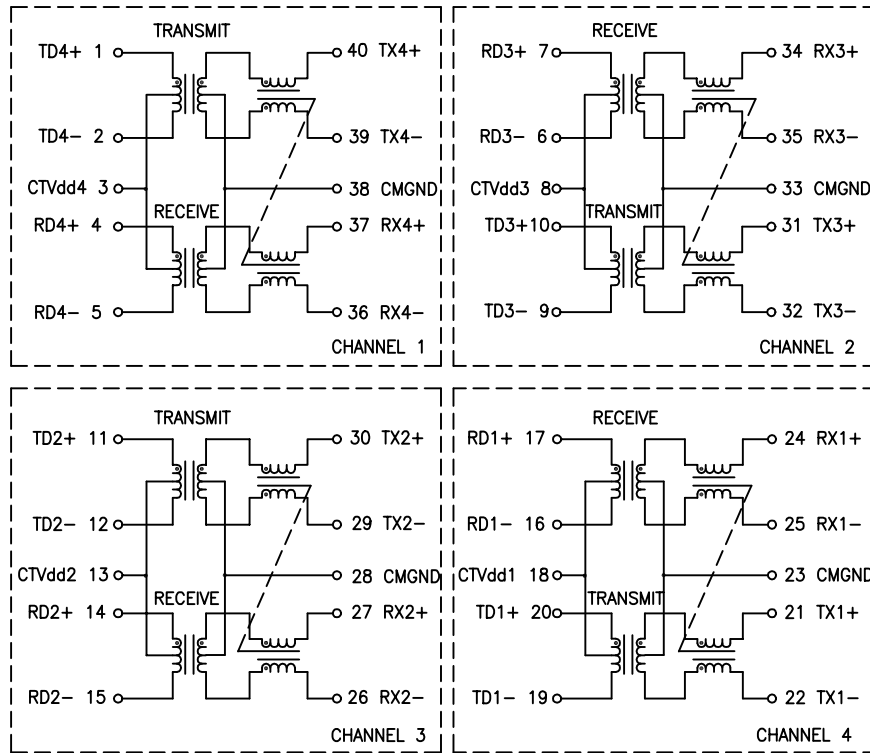 TRANSMIT
TD4+ 1
40 TX4+
TD4- 2
39 TX4-
CTVdd4 3
38 CMGND
RECEIVE
RD4+ 4
37 RX4+
RD4- 5
36 RX4-
CHANNEL 1
RECEIVE
RD3+ 7
34 RX3+
RD3- 6
35 RX3-
CTVdd3 8
33 CMGND
TRANSMIT
TD3+ 10
31 TX3+
TD3- 9
32 TX3-
CHANNEL 2
TRANSMIT
TD2+ 11
30 TX2+
TD2- 12
29 TX2-
CTVdd2 13
28 CMGND
RECEIVE
RD2+ 14
27 RX2+
RD2- 15
26 RX2-
CHANNEL 3
RECEIVE
RD1+ 17
24 RX1+
RD1- 16
25 RX1-
CTVdd1 18
23 CMGND
TRANSMIT
TD1+ 20
21 TX1+
TD1- 19
22 TX1-
CHANNEL 4